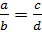 a/b = c/d